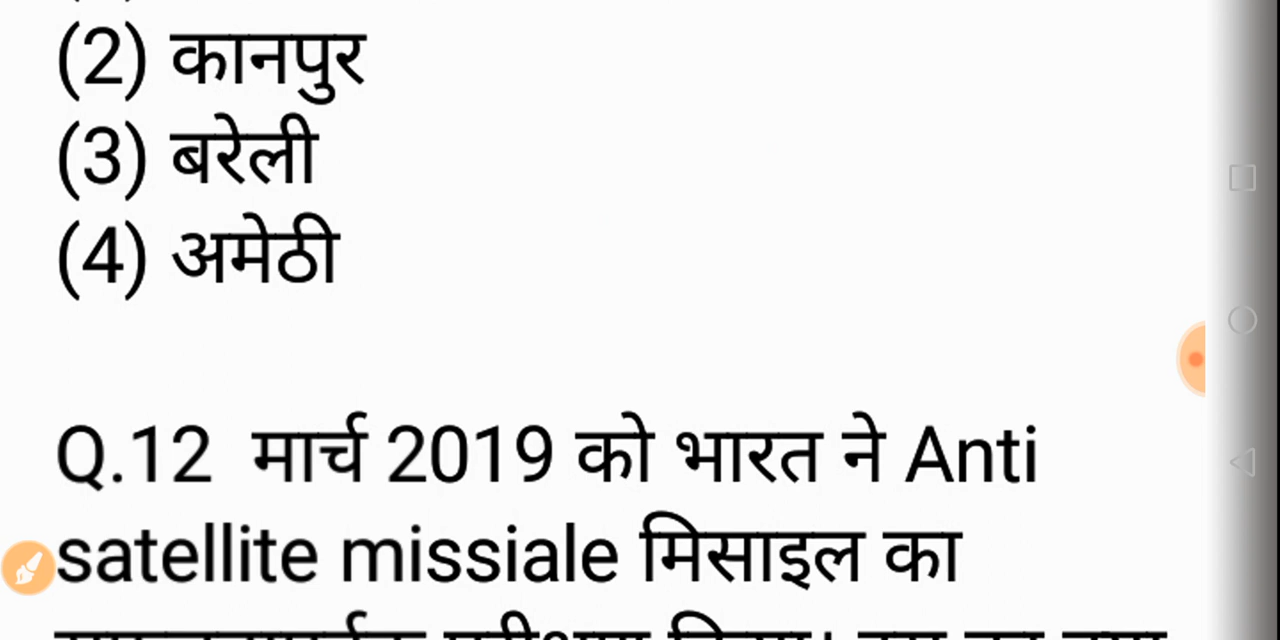 (2) कानपुर
(3) बरेली
(4) अमेठी
Q.12 मार्च 2019 को भारत ने Anti
satellite missiale मिसाइल का